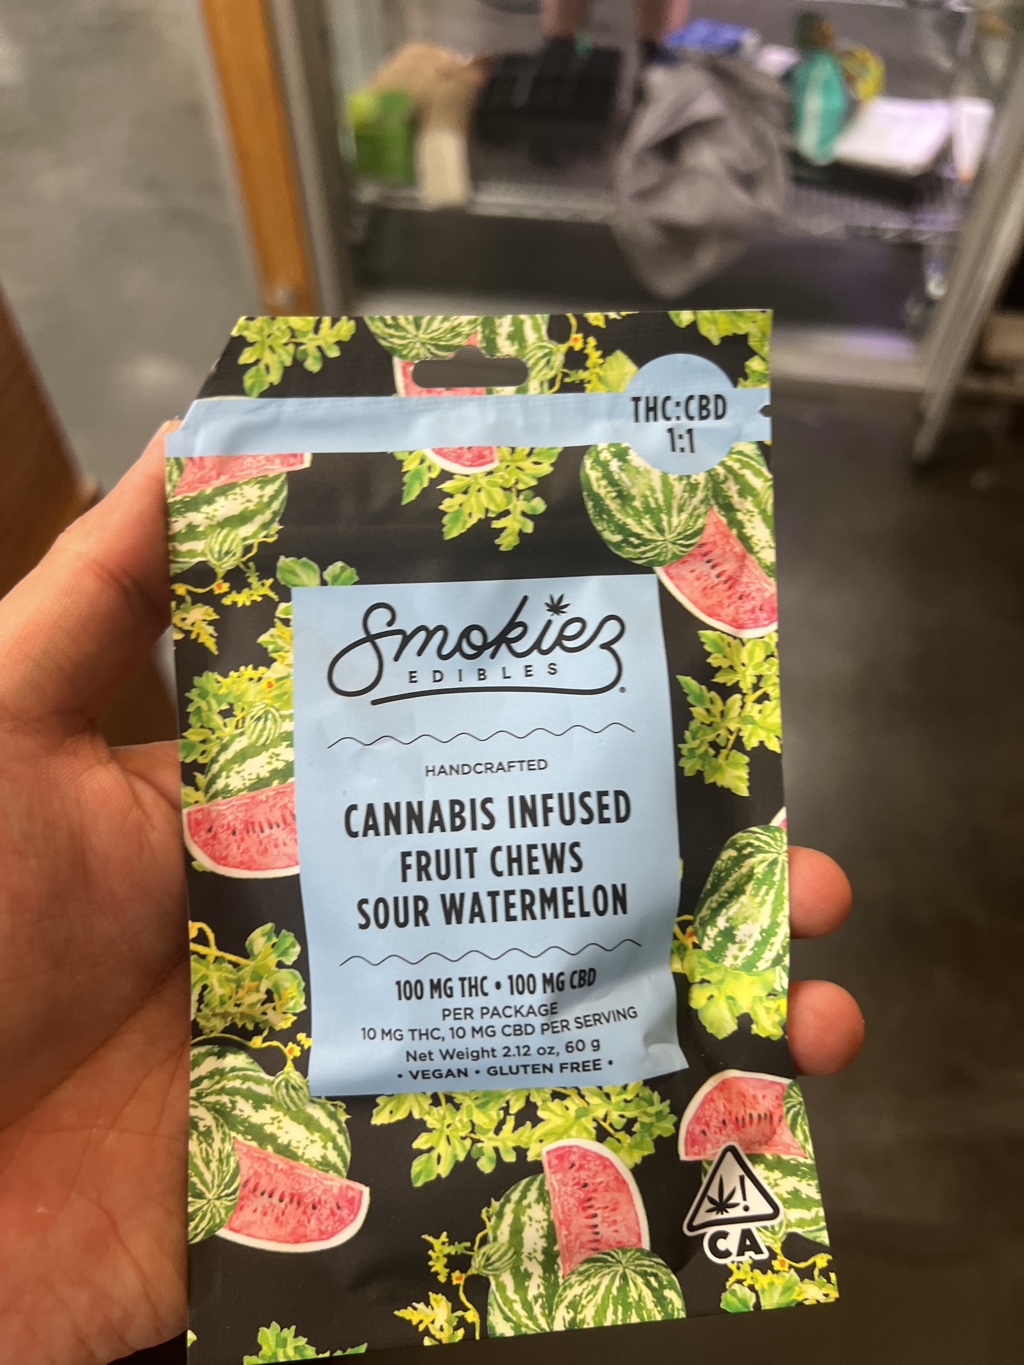 THC:CBD
1:1
Smokiez
EDIBLES
HANDCRAFTED
CANNABIS INFUSED
FRUIT CHEWS
SOUR WATERMELON
100 MG THC • 100 MG CBD
PER PACKAGE
10 MG THC, 10 MG CBD PER SERVING
Net Weight 2.12 oz, 60 g
• VEGAN • GLUTEN FREE •
!
CA